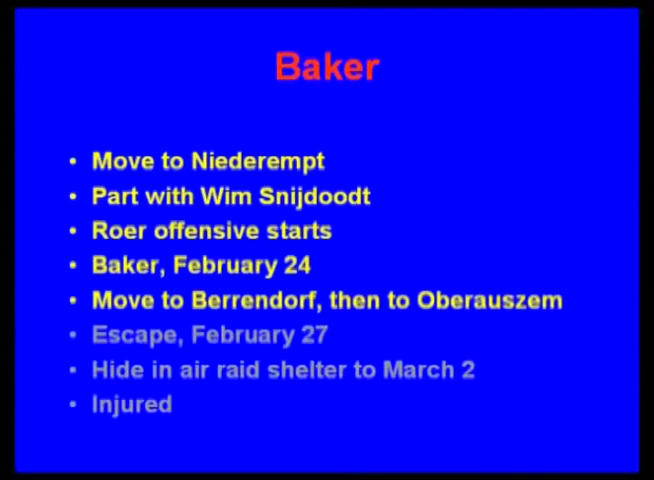 Baker
• Move to Niederempt
• Part with Wim Snijdoodt
• Roer offensive starts
• Baker, February 24
• Move to Berrendorf, then to Oberauszem
• Escape, February 27
• Hide in air raid shelter to March 2
• Injured